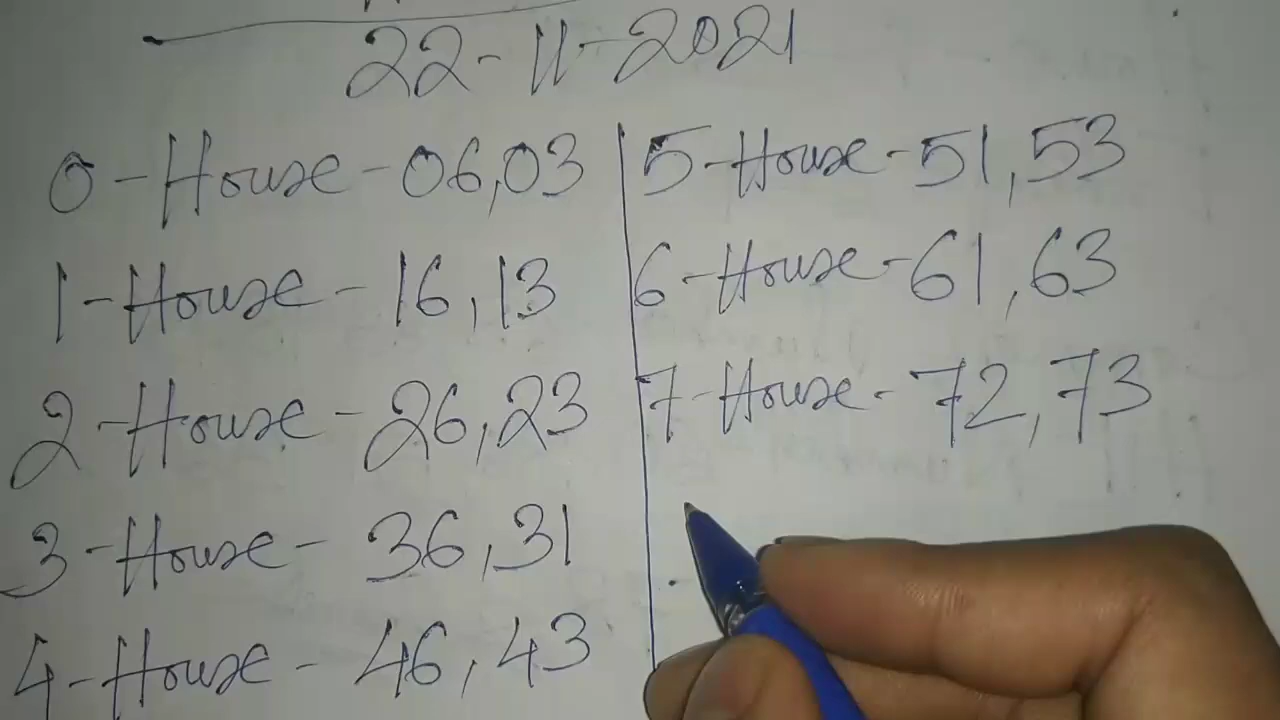 22-11-2021
0-House-06,03
1-House-16,13
2-House-26,23
3-House-36,31
4-House-46,43
5-House-51,53
6-House-61,63
7-House-72,73